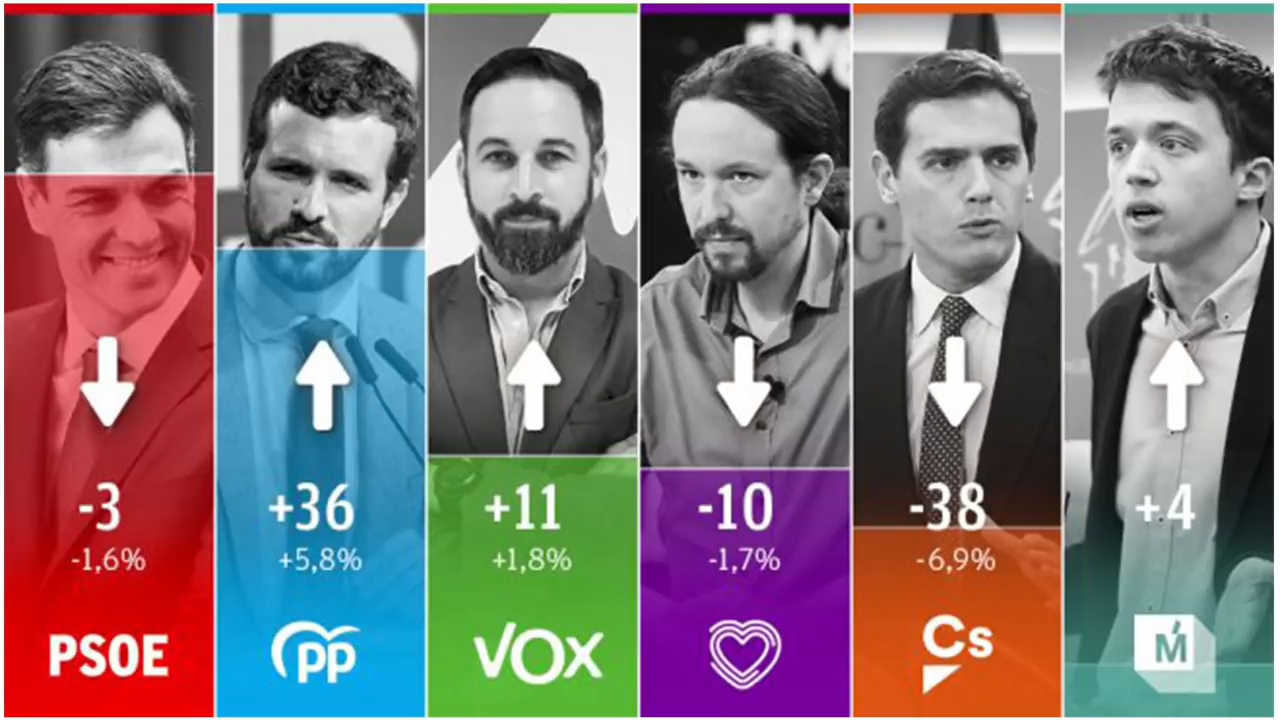 -3
-1,6%
PSOE
+36
+5,8%
pp
+11
+1,8%
VOX
-10
-1,7%
-38
-6,9%
Cs
+4
Ḿ